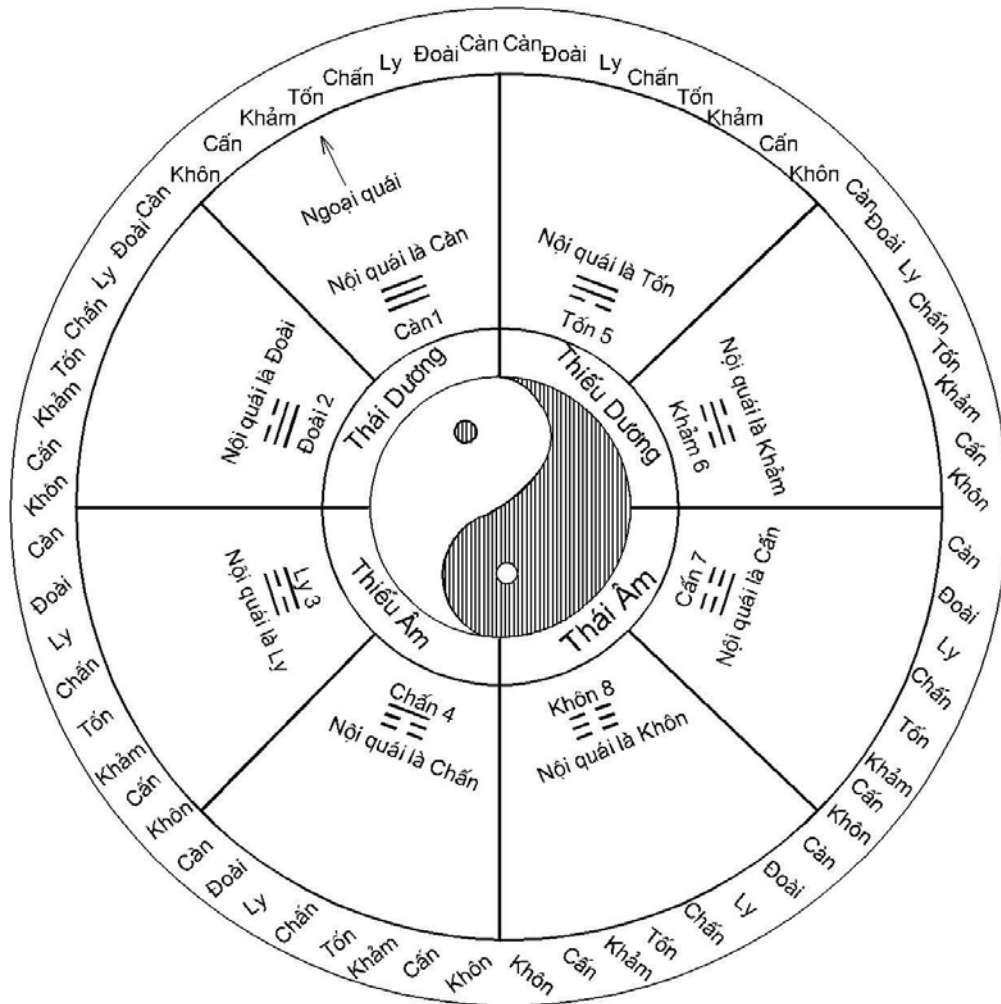 Khôn Cấn Khảm Tốn Chấn Ly Đoài Càn
Càn Đoài Ly Chấn Tốn Khảm Cấn Khôn
Ngoại quái
Nội quái là Càn
Càn1
Nội quái là Tốn
Tốn 5
Càn Đoài Ly Chấn Tốn Khảm Cấn Khôn
Nội quái là Đoài
Đoài 2
Thái Dương
Thiếu Dương
Khảm 6
Nội quái là Khảm
Càn Đoài Ly Chấn Tốn Khảm Cấn Khôn
Càn Đoài Ly Chấn Tốn Khảm Cấn Khôn
Ly 3
Nội quái là Ly
Thiếu Âm
Thái Âm
Cấn 7
Nội quái là Cấn
Càn Đoài Ly Chấn Tốn Khảm Cấn Khôn
Chấn 4
Nội quái là Chấn
Khôn 8
Nội quái là Khôn
Càn Đoài Ly Chấn Tốn Khảm Cấn Khôn
Khôn Cấn Khảm Tốn Chấn Ly Đoài Càn